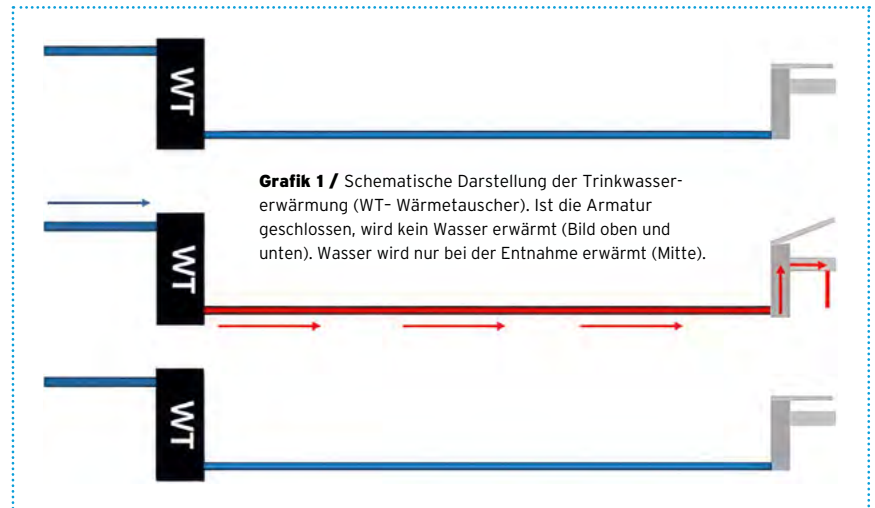 WT
Grafik 1 / Schematische Darstellung der Trinkwasser-
erwärmung (WT– Wärmetauscher). Ist die Armatur
geschlossen, wird kein Wasser erwärmt (Bild oben und
unten). Wasser wird nur bei der Entnahme erwärmt (Mitte).
WT
WT